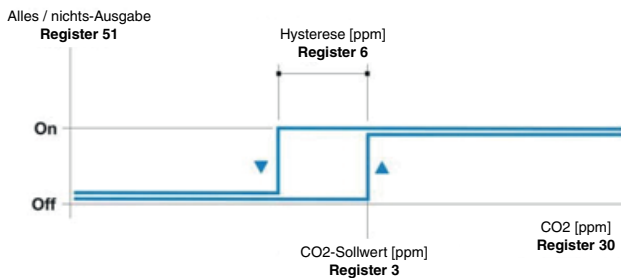 Alles / nichts-Ausgabe
Register 51
Hysterese [ppm]
Register 6
On
Off
CO2 [ppm]
Register 30
CO2-Sollwert [ppm]
Register 3